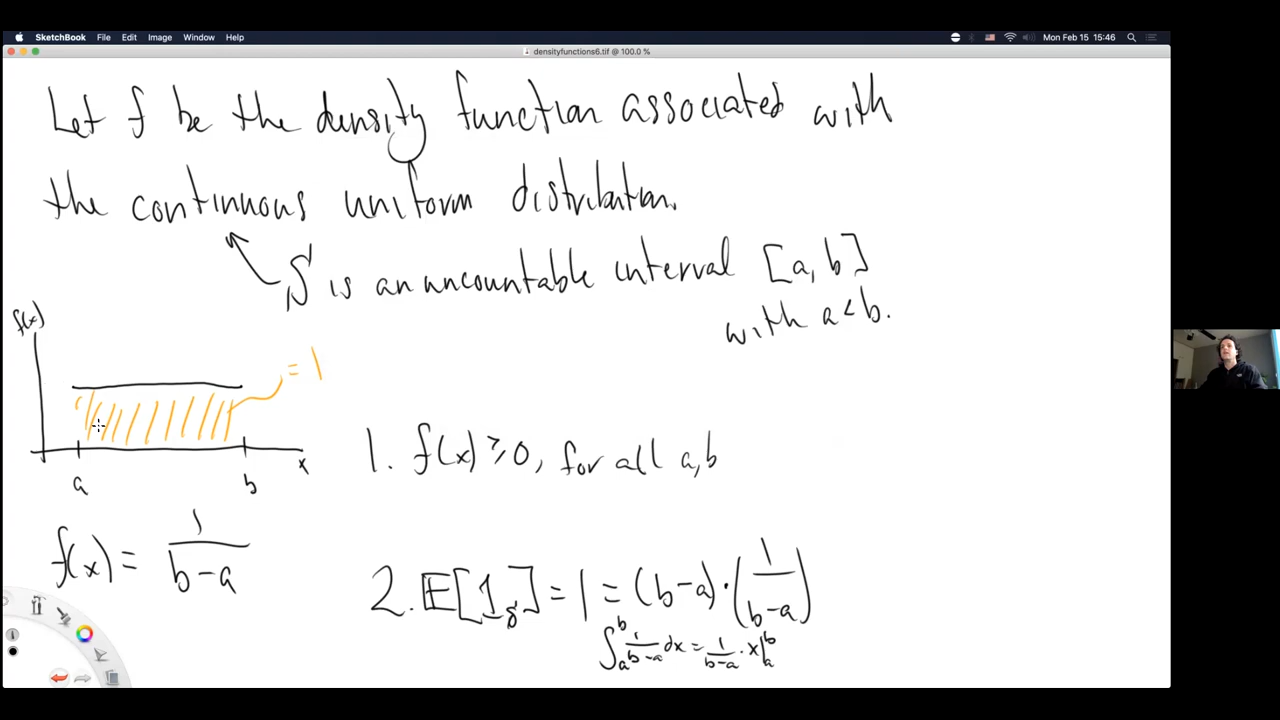 SketchBook File Edit Image Window Help Mon Feb 15 15:46
densityfunctions6.tif @ 100.0 %
Let f be the density function associated with
the continuous uniform distribution.
S is an uncountable interval [a, b]
with a < b.
f(x)
= 1
a b x
f(x) = 1/(b-a)
1. f(x) ≥ 0, for all a, b
2. 𝔼[1_S] = 1 = (b-a)·(1/(b-a))
∫_a^b 1/(b-a) dx = 1/(b-a) · x|_a^b